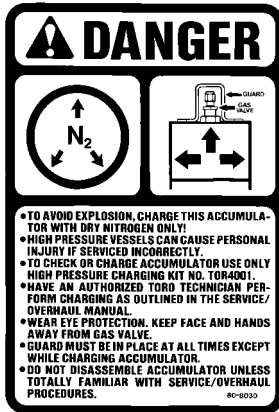 DANGER
N2
GUARD
GAS
VALVE
•TO AVOID EXPLOSION, CHARGE THIS ACCUMULA-
TOR WITH DRY NITROGEN ONLY!
•HIGH PRESSURE VESSELS CAN CAUSE PERSONAL
INJURY IF SERVICED INCORRECTLY.
•TO CHECK OR CHARGE ACCUMULATOR USE ONLY
HIGH PRESSURE CHARGING KIT NO. TOR4001.
•HAVE AN AUTHORIZED TORO TECHNICIAN PER-
FORM CHARGING AS OUTLINED IN THE SERVICE/
OVERHAUL MANUAL.
•WEAR EYE PROTECTION. KEEP FACE AND HANDS
AWAY FROM GAS VALVE.
•GUARD MUST BE IN PLACE AT ALL TIMES EXCEPT
WHILE CHARGING ACCUMULATOR.
•DO NOT DISASSEMBLE ACCUMULATOR UNLESS
TOTALLY FAMILIAR WITH SERVICE/OVERHAUL
PROCEDURES.
80-8030